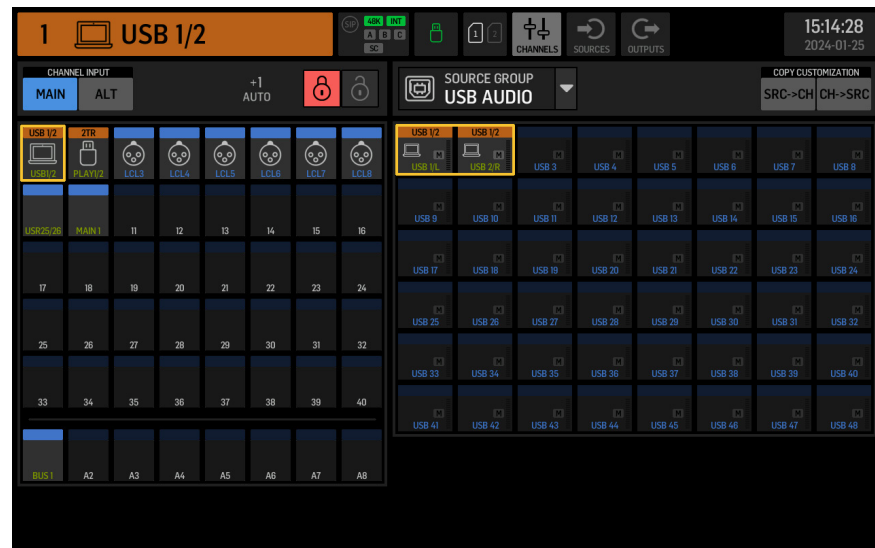 1 USB 1/2
SIP 48K INT
A B C
SC
1 2
CHANNELS SOURCES OUTPUTS
15:14:28
2024-01-25
CHANNEL INPUT
MAIN ALT
+1
AUTO
SOURCE GROUP
USB AUDIO
COPY CUSTOMIZATION
SRC->CH CH->SRC
USB 1/2 2TR
USB1/2 PLAY1/2 LCL3 LCL4 LCL5 LCL6 LCL7 LCL8
USR25/26 MAIN 1 11 12 13 14 15 16
17 18 19 20 21 22 23 24
25 26 27 28 29 30 31 32
33 34 35 36 37 38 39 40
BUS 1 A2 A3 A4 A5 A6 A7 A8
USB 1/2 USB 1/2
M M M M M M M M
USB 1/L USB 2/R USB 3 USB 4 USB 5 USB 6 USB 7 USB 8
M M M M M M M M
USB 9 USB 10 USB 11 USB 12 USB 13 USB 14 USB 15 USB 16
M M M M M M M M
USB 17 USB 18 USB 19 USB 20 USB 21 USB 22 USB 23 USB 24
M M M M M M M M
USB 25 USB 26 USB 27 USB 28 USB 29 USB 30 USB 31 USB 32
M M M M M M M M
USB 33 USB 34 USB 35 USB 36 USB 37 USB 38 USB 39 USB 40
M M M M M M M M
USB 41 USB 42 USB 43 USB 44 USB 45 USB 46 USB 47 USB 48